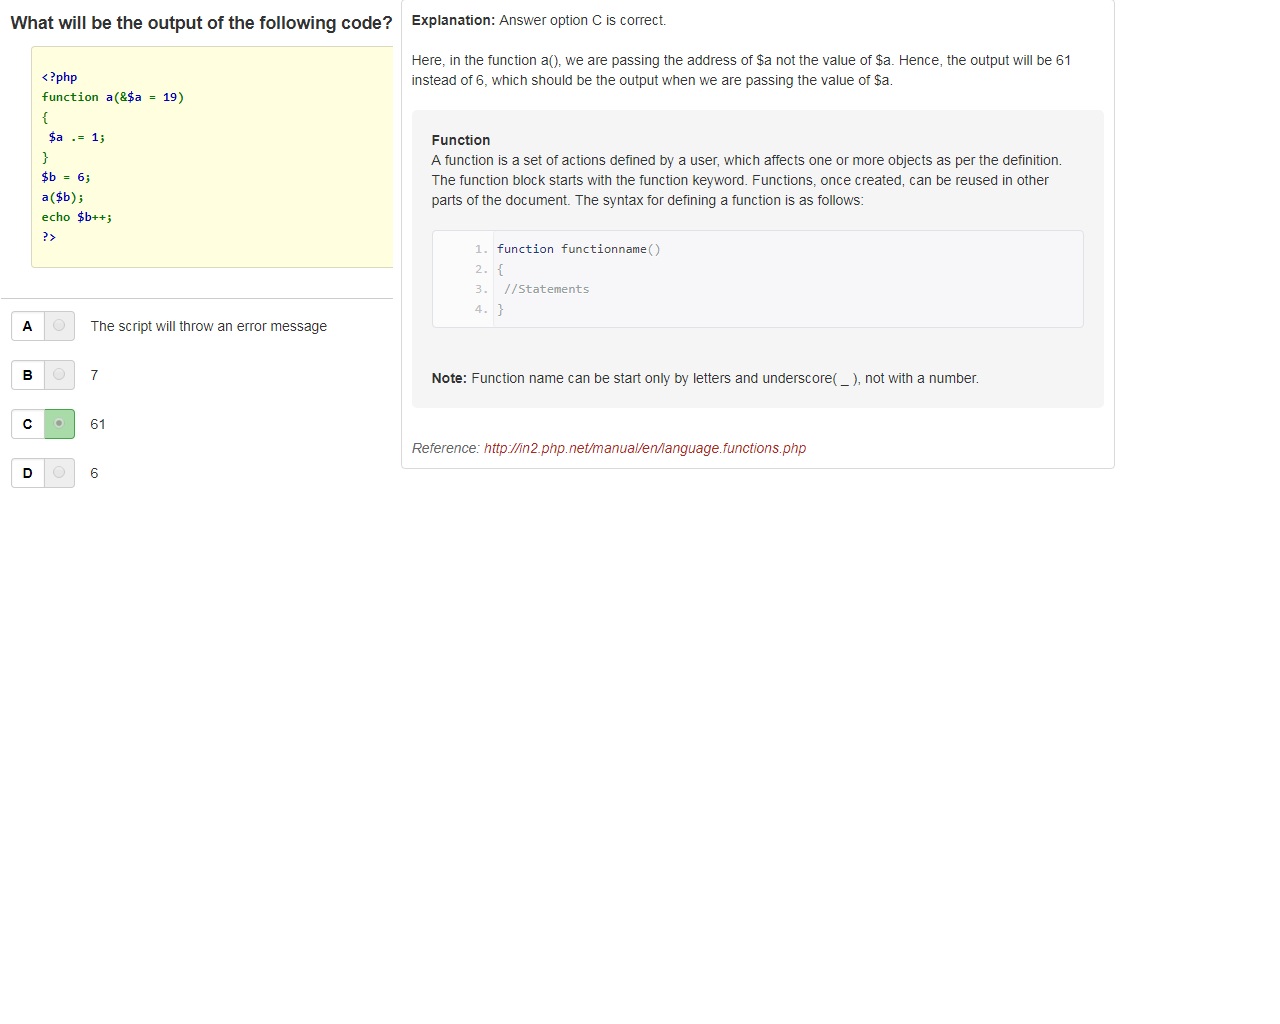 What will be the output of the following code?
<?php
function a(&$a = 19)
{
$a .= 1;
}
$b = 6;
a($b);
echo $b++;
?>
A The script will throw an error message
B 7
C 61
D 6
Explanation: Answer option C is correct.
Here, in the function a(), we are passing the address of $a not the value of $a. Hence, the output will be 61
instead of 6, which should be the output when we are passing the value of $a.
Function
A function is a set of actions defined by a user, which affects one or more objects as per the definition.
The function block starts with the function keyword. Functions, once created, can be reused in other
parts of the document. The syntax for defining a function is as follows:
1. function functionname()
2. {
3. //Statements
4. }
Note: Function name can be start only by letters and underscore( _ ), not with a number.
Reference: http://in2.php.net/manual/en/language.functions.php